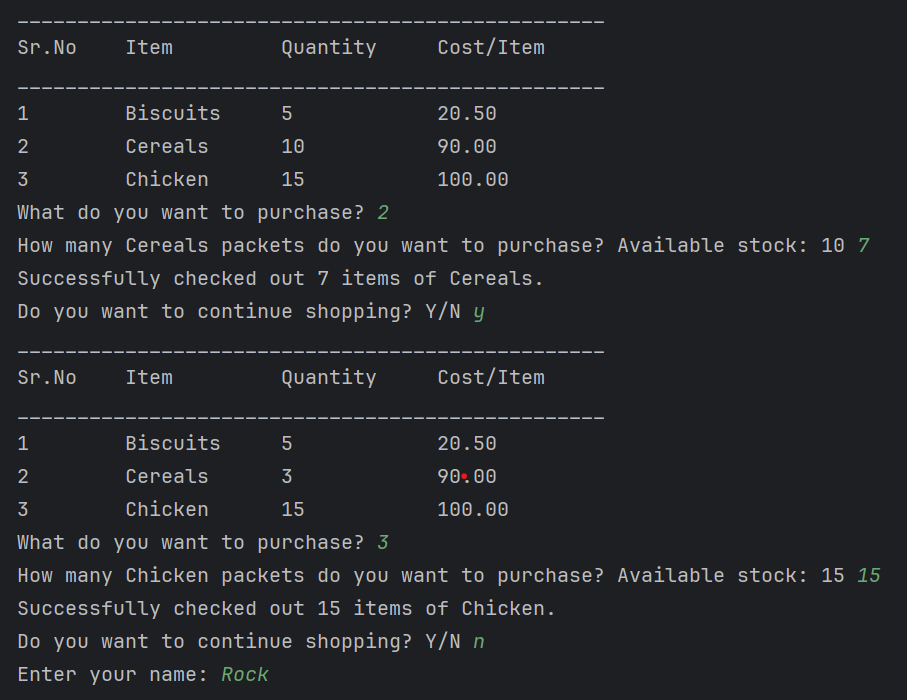 ________________________________________________
Sr.No    Item         Quantity     Cost/Item
________________________________________________
1        Biscuits     5            20.50
2        Cereals      10           90.00
3        Chicken      15           100.00
What do you want to purchase? 2
How many Cereals packets do you want to purchase? Available stock: 10 7
Successfully checked out 7 items of Cereals.
Do you want to continue shopping? Y/N y
________________________________________________
Sr.No    Item         Quantity     Cost/Item
________________________________________________
1        Biscuits     5            20.50
2        Cereals      3            90.00
3        Chicken      15           100.00
What do you want to purchase? 3
How many Chicken packets do you want to purchase? Available stock: 15 15
Successfully checked out 15 items of Chicken.
Do you want to continue shopping? Y/N n
Enter your name: Rock